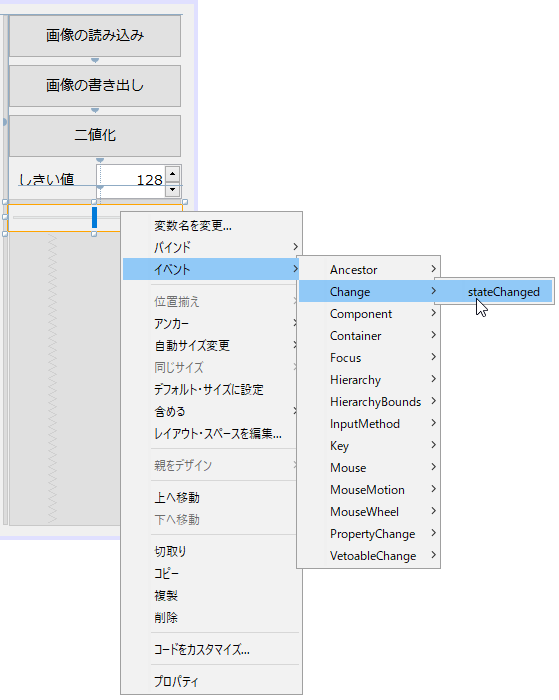 画像の読み込み
画像の書き出し
二値化
しきい値
128
変数名を変更...
バインド
イベント
位置揃え
アンカー
自動サイズ変更
同じサイズ
デフォルト・サイズに設定
含める
レイアウト・スペースを編集...
親をデザイン
上へ移動
下へ移動
切取り
コピー
複製
削除
コードをカスタマイズ...
プロパティ
Ancestor
Change
Component
Container
Focus
Hierarchy
HierarchyBounds
InputMethod
Key
Mouse
MouseMotion
MouseWheel
PropertyChange
VetoableChange
stateChanged